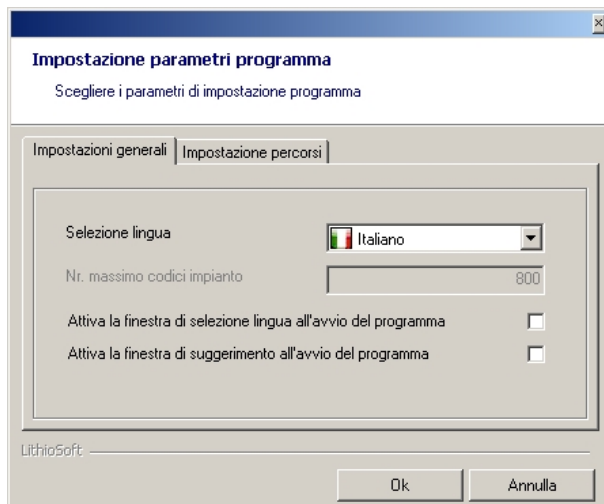 Impostazione parametri programma
Scegliere i parametri di impostazione programma
Impostazioni generali Impostazione percorsi
Selezione lingua Italiano
Nr. massimo codici impianto 800
Attiva la finestra di selezione lingua all'avvio del programma
Attiva la finestra di suggerimento all'avvio del programma
LithioSoft
Ok Annulla